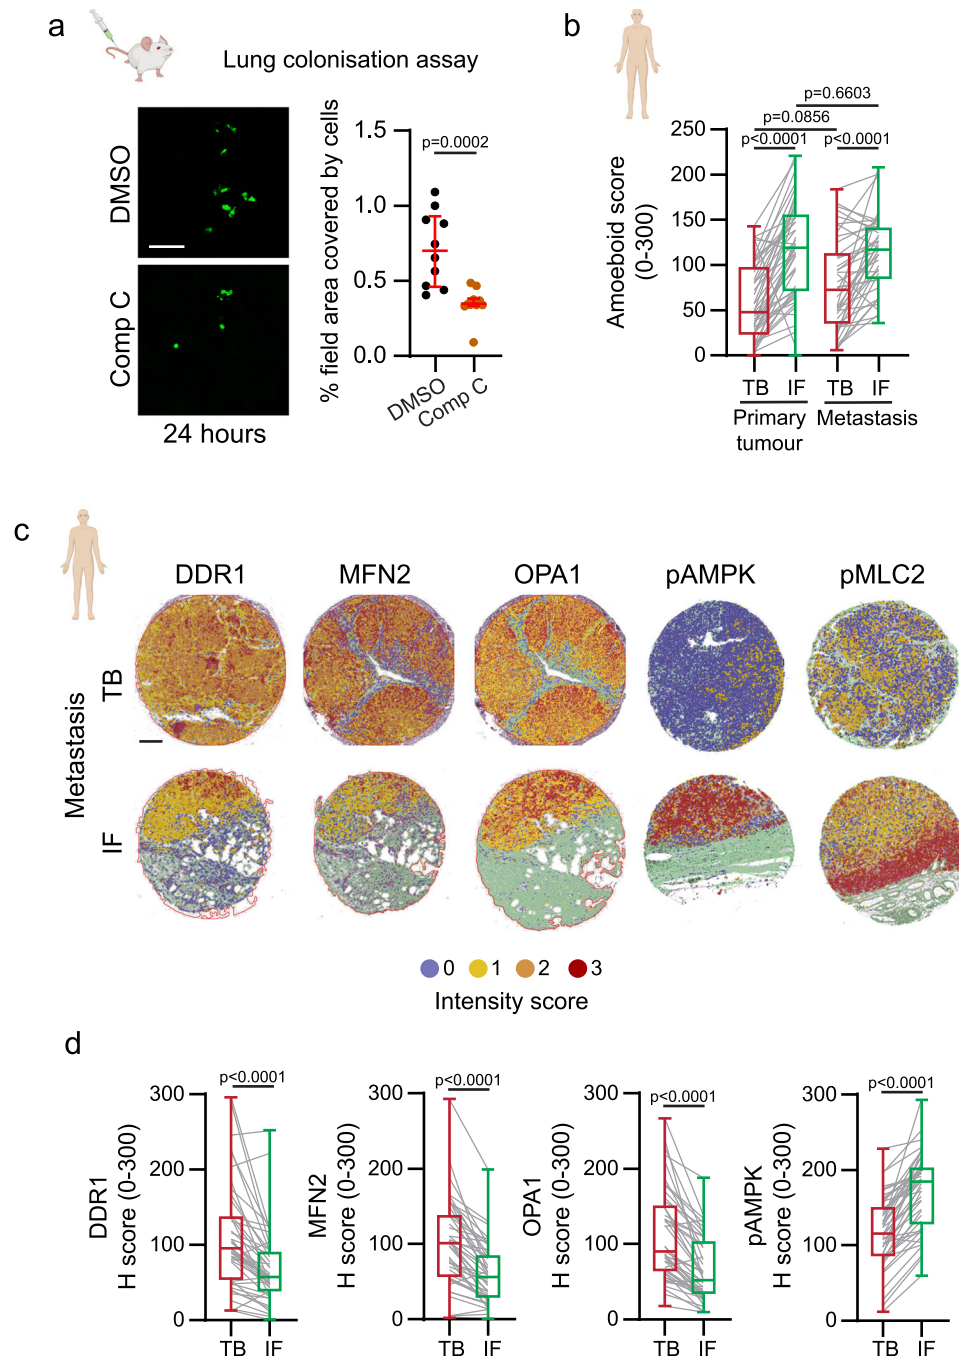 a
Lung colonisation assay
DMSO
Comp C
24 hours
% field area covered by cells
1.5
1.0
0.5
0.0
p=0.0002
DMSO
Comp C
b
Amoeboid score
(0-300)
250
200
150
100
50
0
p=0.6603
p=0.0856
p<0.0001
p<0.0001
TB IF TB IF
Primary tumour
Metastasis
c
DDR1 MFN2 OPA1 pAMPK pMLC2
Metastasis
TB
IF
0 1 2 3
Intensity score
d
DDR1
H score (0-300)
300
200
100
0
p<0.0001
TB IF
MFN2
H score (0-300)
300
200
100
0
p<0.0001
TB IF
OPA1
H score (0-300)
300
200
100
0
p<0.0001
TB IF
pAMPK
H score (0-300)
300
200
100
0
p<0.0001
TB IF